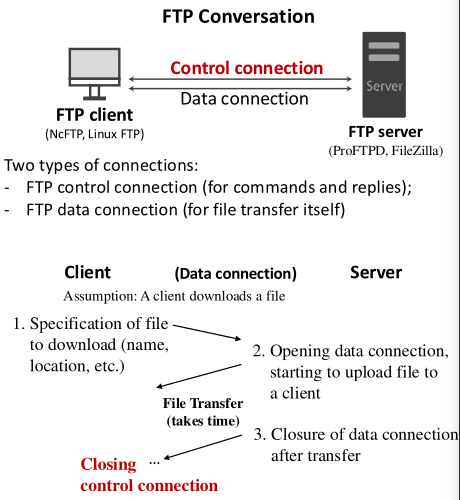 FTP Conversation
Control connection
Data connection
Server
FTP client
(NcFTP, Linux FTP)
FTP server
(ProFTPD, FileZilla)
Two types of connections:
- FTP control connection (for commands and replies);
- FTP data connection (for file transfer itself)
Client (Data connection) Server
Assumption: A client downloads a file
1. Specification of file
to download (name,
location, etc.)
2. Opening data connection,
starting to upload file to
a client
File Transfer
(takes time)
3. Closure of data connection
after transfer
Closing ...
control connection